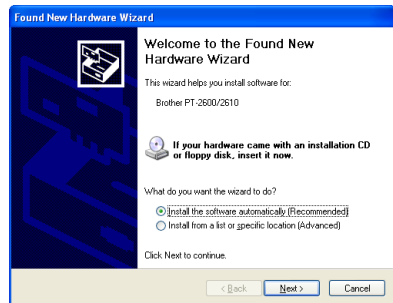 Found New Hardware Wizard
Welcome to the Found New
Hardware Wizard
This wizard helps you install software for:
Brother PT-2600/2610
If your hardware came with an installation CD
or floppy disk, insert it now.
What do you want the wizard to do?
Install the software automatically (Recommended)
Install from a list or specific location (Advanced)
Click Next to continue.
< Back Next > Cancel